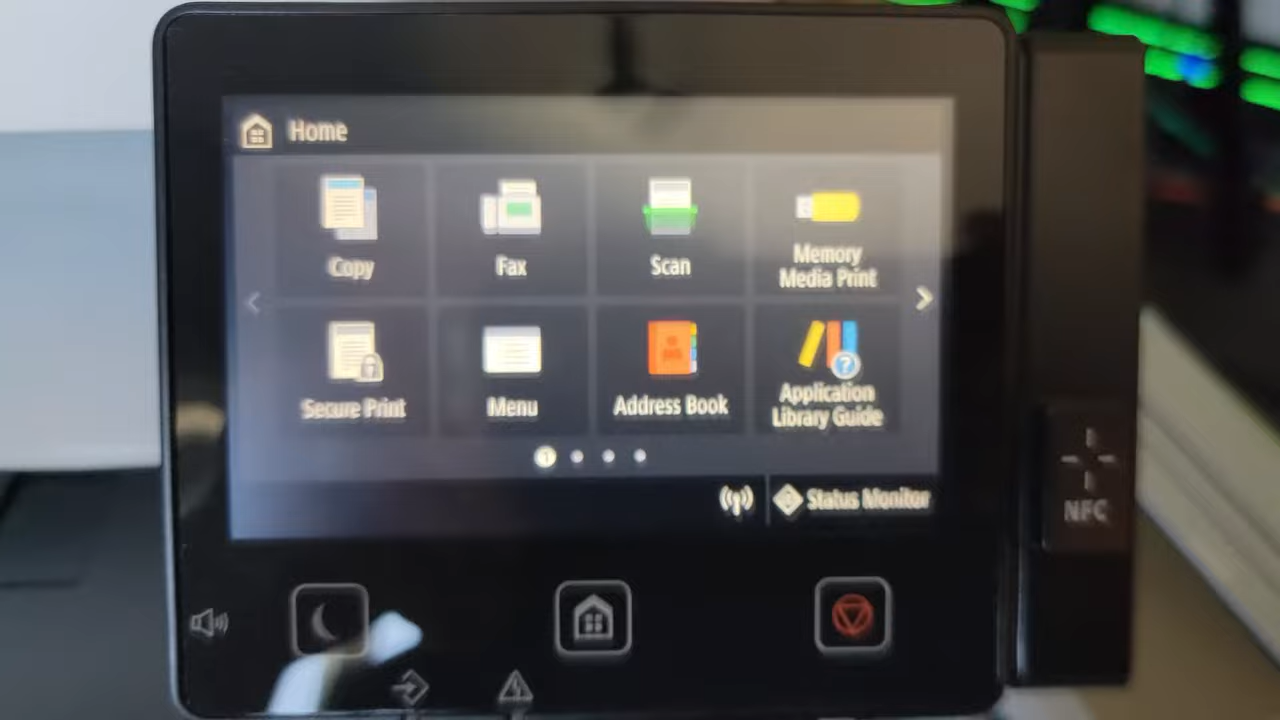 Home
Copy
Fax
Scan
Memory
Media Print
Secure Print
Menu
Address Book
Application
Library Guide
1
Status Monitor
NFC